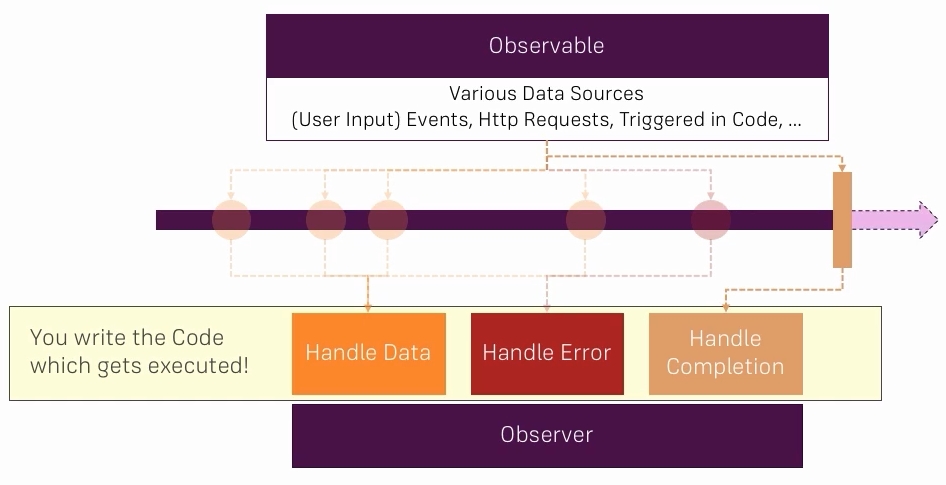 Observable
Various Data Sources
(User Input) Events, Http Requests, Triggered in Code, ...
You write the Code
which gets executed!
Handle Data
Handle Error
Handle
Completion
Observer